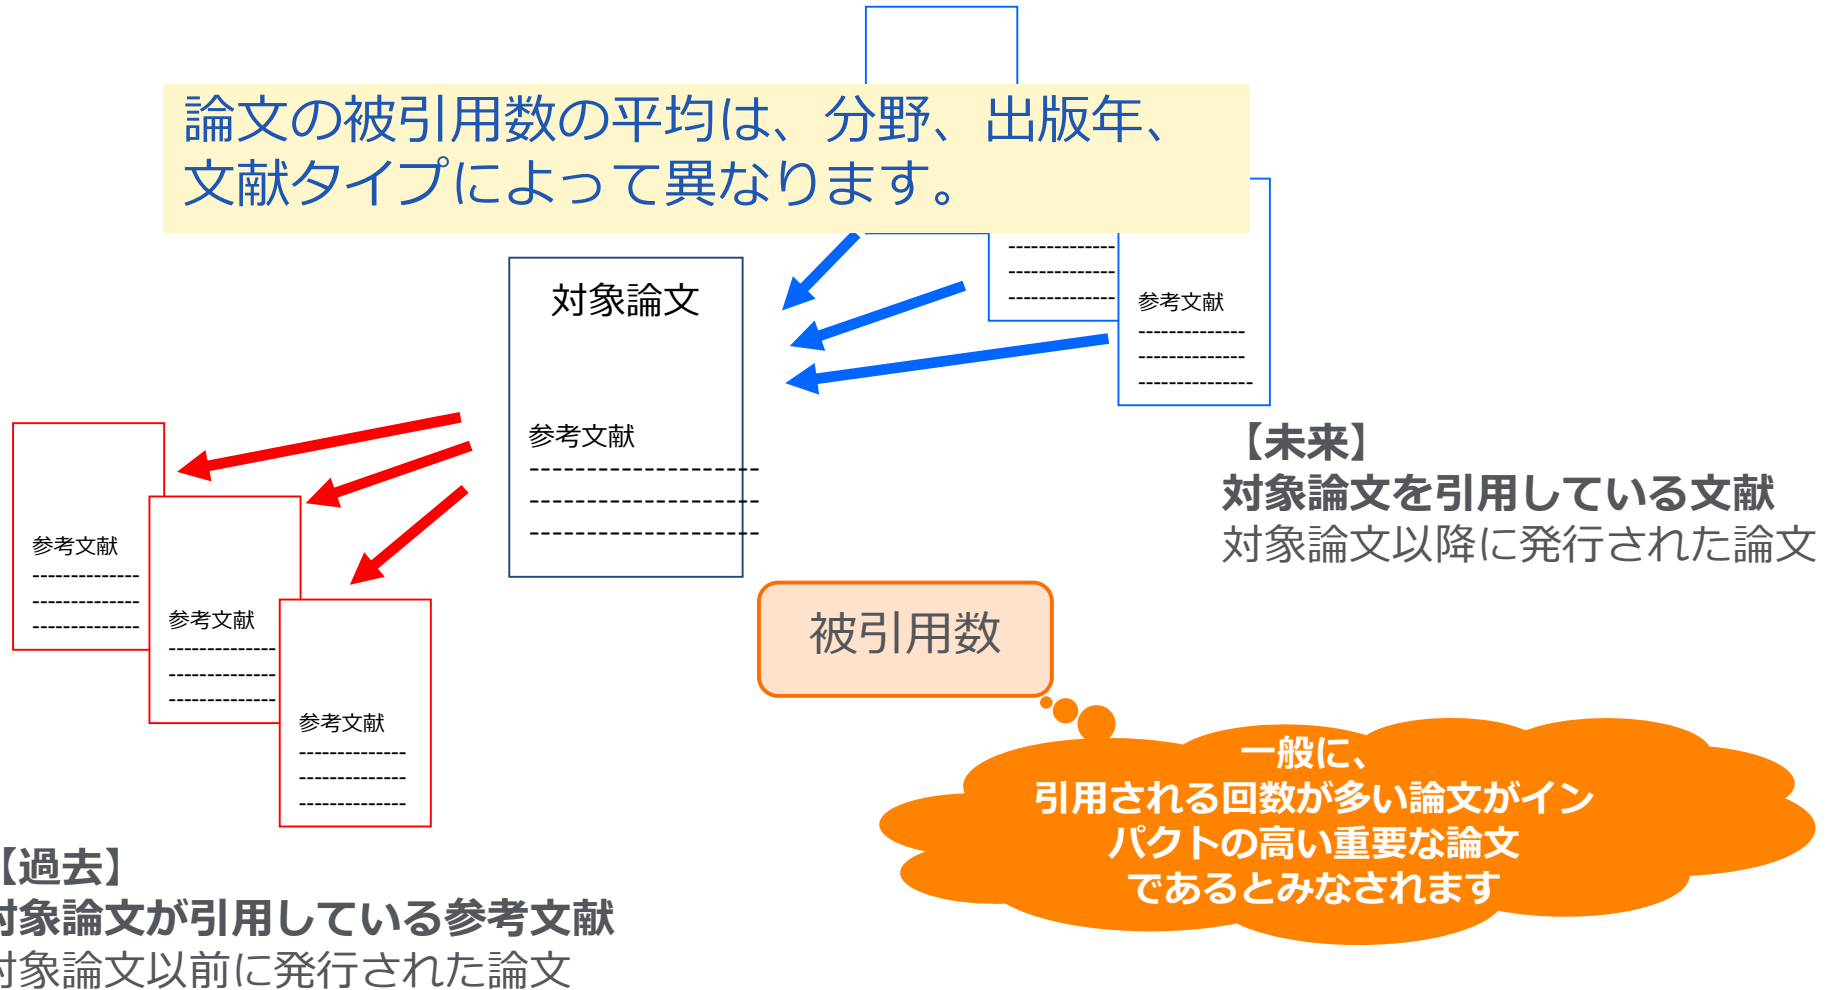 論文の被引用数の平均は、分野、出版年、
文献タイプによって異なります。
---------------
---------------
---------------
参考文献
---------------
---------------
----------------
対象論文
参考文献
--------------------
--------------------
--------------------
【未来】
対象論文を引用している文献
対象論文以降に発行された論文
参考文献
---------------
---------------
---------------
参考文献
---------------
---------------
---------------
参考文献
---------------
---------------
---------------
被引用数
一般に、
引用される回数が多い論文がイン
パクトの高い重要な論文
であるとみなされます
【過去】
対象論文が引用している参考文献
対象論文以前に発行された論文